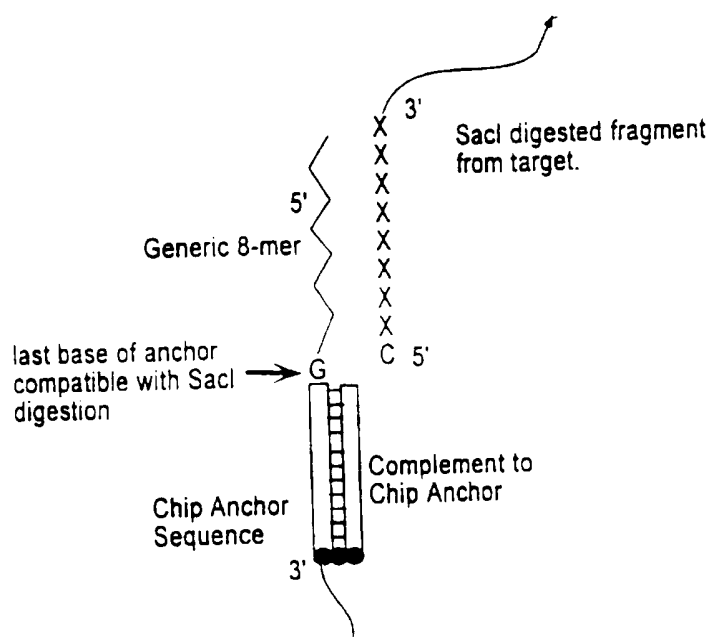 3'
SacI digested fragment
from target.
X
X
X
X
X
X
X
X
5'
Generic 8-mer
C 5'
last base of anchor
compatible with SacI
digestion
G
Complement to
Chip Anchor
Chip Anchor
Sequence
3'